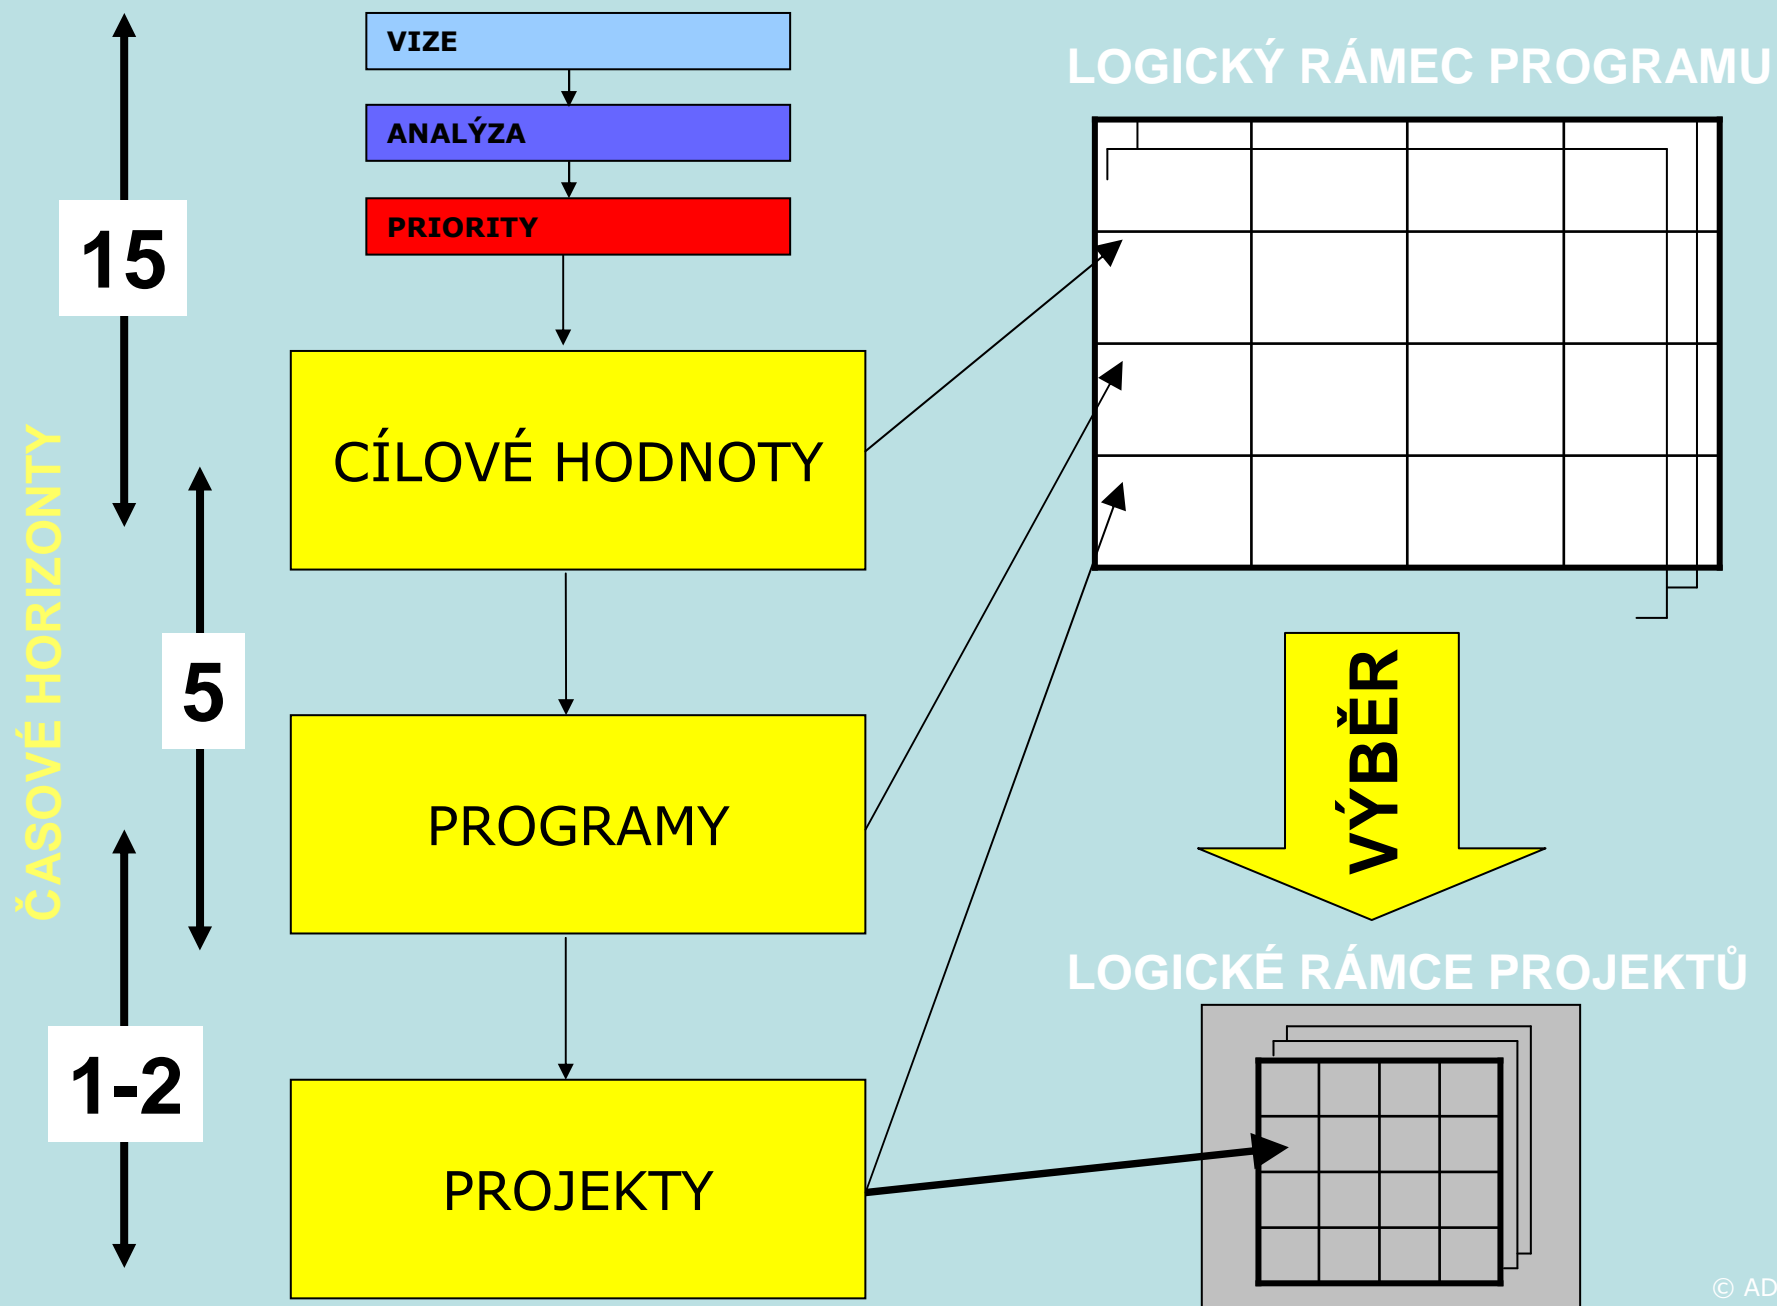 VIZE
ANALÝZA
PRIORITY
CÍLOVÉ HODNOTY
PROGRAMY
PROJEKTY
ČASOVÉ HORIZONTY
15
5
1-2
LOGICKÝ RÁMEC PROGRAMU
VÝBĚR
LOGICKÉ RÁMCE PROJEKTŮ
© AD